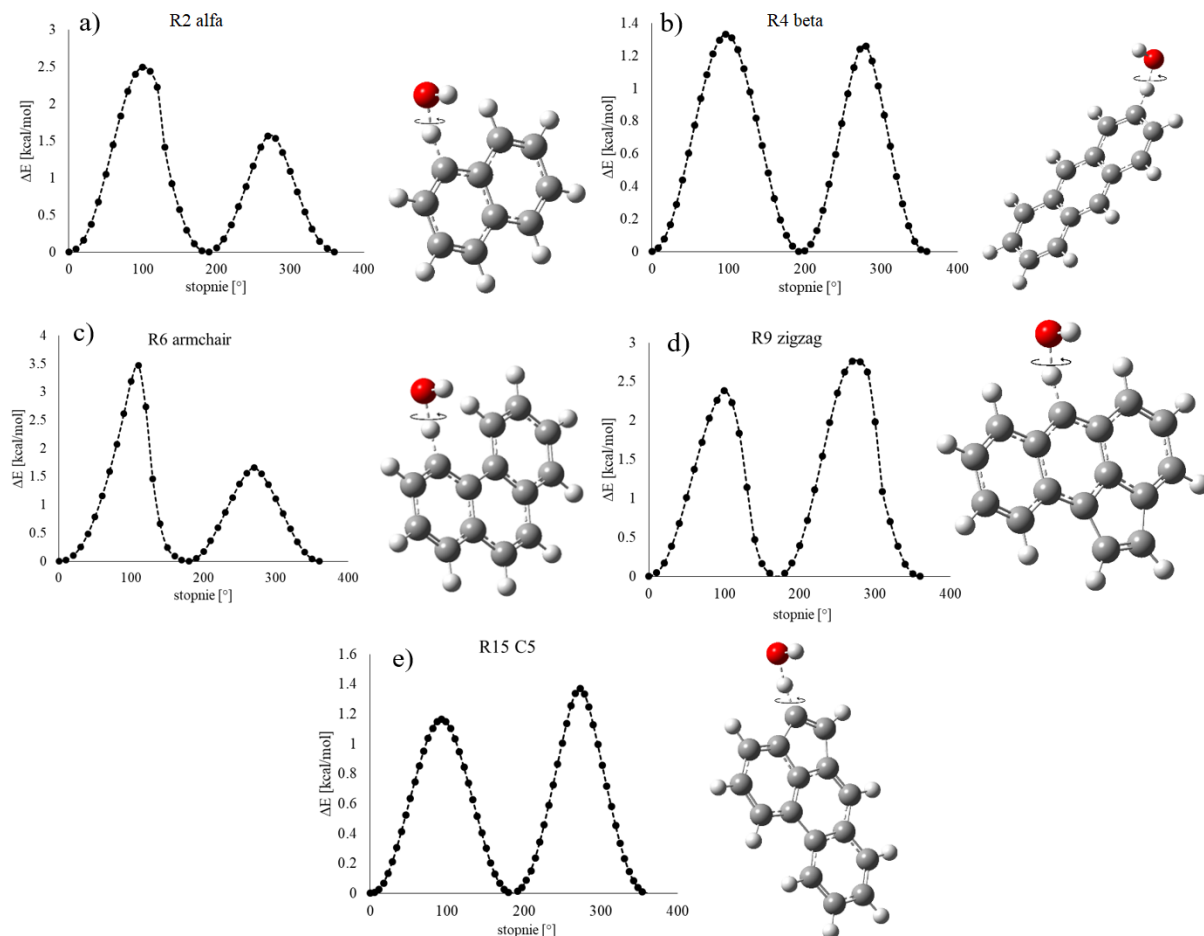 a)
R2 alfa
ΔE [kcal/mol]
3
2.5
2
1.5
1
0.5
0
0 100 200 300 400
stopnie [°]
b)
R4 beta
ΔE [kcal/mol]
1.4
1.2
1
0.8
0.6
0.4
0.2
0
0 100 200 300 400
stopnie [°]
c)
R6 armchair
ΔE [kcal/mol]
4
3.5
3
2.5
2
1.5
1
0.5
0
0 100 200 300 400
stopnie [°]
d)
R9 zigzag
ΔE [kcal/mol]
3
2.5
2
1.5
1
0.5
0
0 100 200 300 400
stopnie [°]
e)
R15 C5
ΔE [kcal/mol]
1.6
1.4
1.2
1
0.8
0.6
0.4
0.2
0
0 100 200 300 400
stopnie [°]